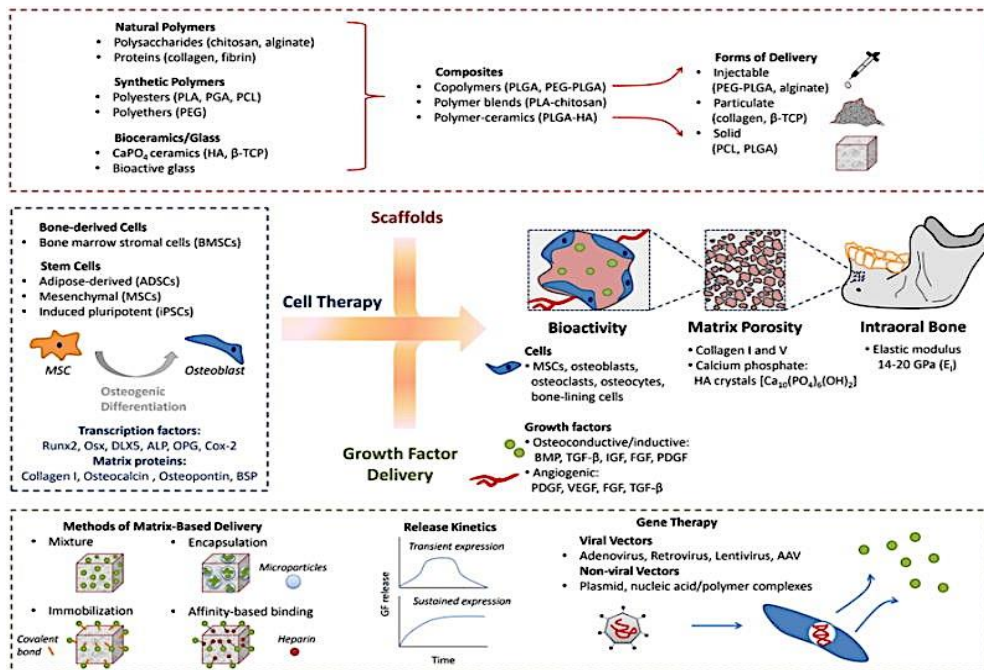 Natural Polymers
• Polysaccharides (chitosan, alginate)
• Proteins (collagen, fibrin)
Synthetic Polymers
• Polyesters (PLA, PGA, PCL)
• Polyethers (PEG)
Bioceramics/Glass
• CaPO₄ ceramics (HA, β-TCP)
• Bioactive glass
Composites
• Copolymers (PLGA, PEG-PLGA)
• Polymer blends (PLA-chitosan)
• Polymer-ceramics (PLGA-HA)
Forms of Delivery
• Injectable
(PEG-PLGA, alginate)
• Particulate
(collagen, β-TCP)
• Solid
(PCL, PLGA)
Bone-derived Cells
• Bone marrow stromal cells (BMSCs)
Stem Cells
• Adipose-derived (ADSCs)
• Mesenchymal (MSCs)
• Induced pluripotent (iPSCs)
MSC
Osteoblast
Osteogenic
Differentiation
Transcription factors:
Runx2, Osx, DLX5, ALP, OPG, Cox-2
Matrix proteins:
Collagen I, Osteocalcin , Osteopontin, BSP
Scaffolds
Cell Therapy
Growth Factor
Delivery
Bioactivity
Cells
• MSCs, osteoblasts,
osteoclasts, osteocytes,
bone-lining cells
Growth factors
• Osteoconductive/inductive:
BMP, TGF-β, IGF, FGF, PDGF
• Angiogenic:
PDGF, VEGF, FGF, TGF-β
Matrix Porosity
• Collagen I and V
• Calcium phosphate:
HA crystals [Ca₁₀(PO₄)₆(OH)₂]
Intraoral Bone
• Elastic modulus
14-20 GPa (Eᵢ)
Methods of Matrix-Based Delivery
• Mixture
• Encapsulation
Microparticles
• Immobilization
Covalent
bond
• Affinity-based binding
Heparin
Release Kinetics
Transient expression
Sustained expression
GF release
Time
Gene Therapy
Viral Vectors
• Adenovirus, Retrovirus, Lentivirus, AAV
Non-viral Vectors
• Plasmid, nucleic acid/polymer complexes